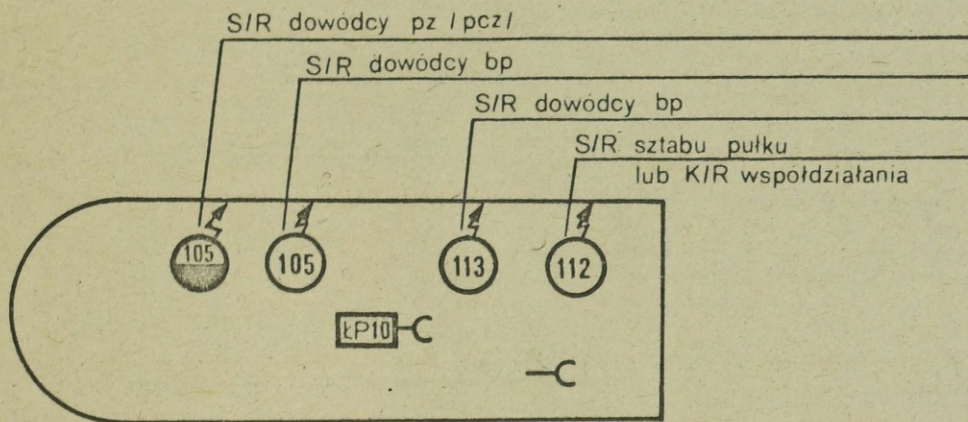 S/R dowódcy pz /pcz/
S/R dowódcy bp
S/R dowódcy bp
S/R sztabu pułku
lub K/R współdziałania
105
105
113
112
ŁP10